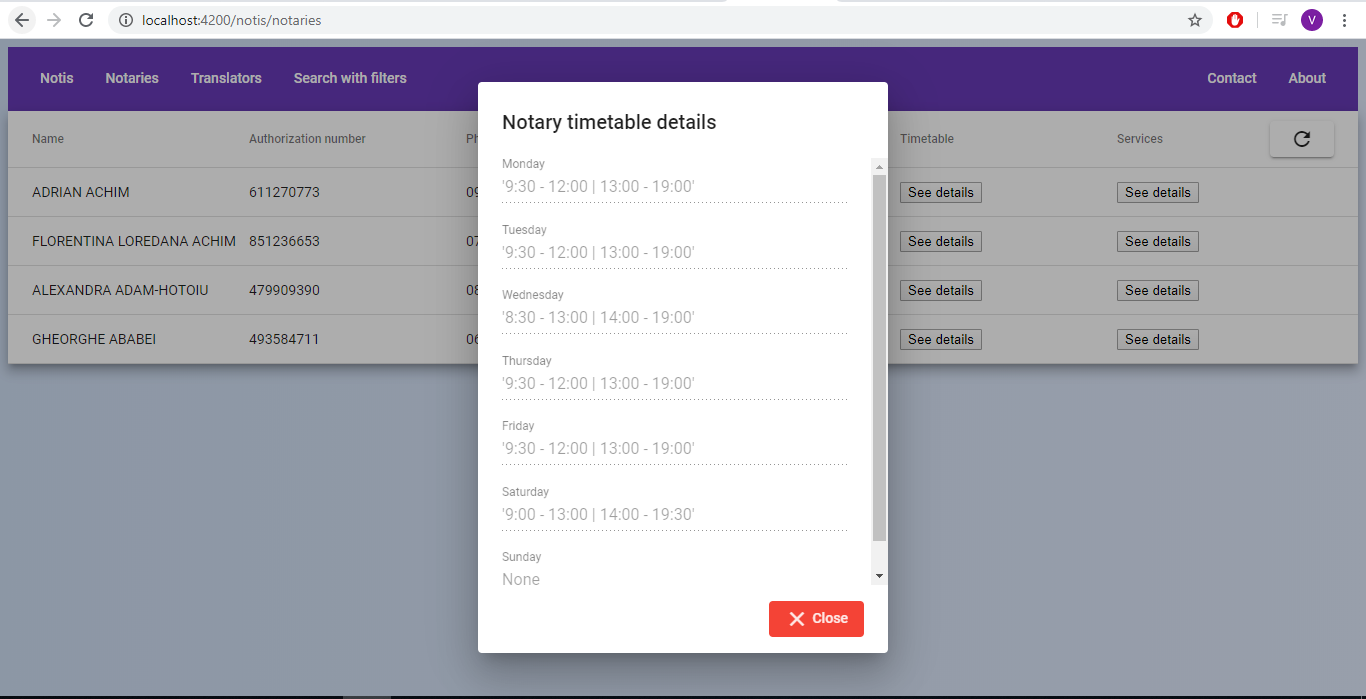 localhost:4200/notis/notaries
V
Notis Notaries Translators Search with filters Contact About
Name Authorization number Ph Timetable Services
ADRIAN ACHIM 611270773 09 See details See details
FLORENTINA LOREDANA ACHIM 851236653 07 See details See details
ALEXANDRA ADAM-HOTOIU 479909390 08 See details See details
GHEORGHE ABABEI 493584711 06 See details See details
Notary timetable details
Monday
'9:30 - 12:00 | 13:00 - 19:00'
Tuesday
'9:30 - 12:00 | 13:00 - 19:00'
Wednesday
'8:30 - 13:00 | 14:00 - 19:00'
Thursday
'9:30 - 12:00 | 13:00 - 19:00'
Friday
'9:30 - 12:00 | 13:00 - 19:00'
Saturday
'9:00 - 13:00 | 14:00 - 19:30'
Sunday
None
Close